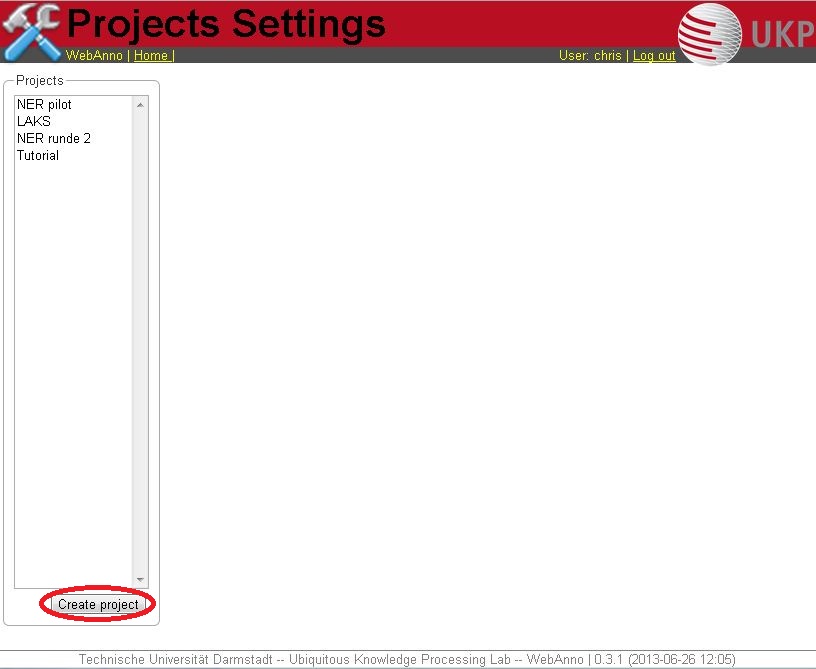 Projects Settings
UKP
WebAnno | Home |
User: chris | Log out
Projects
NER pilot
LAKS
NER runde 2
Tutorial
Create project
Technische Universität Darmstadt -- Ubiquitous Knowledge Processing Lab -- WebAnno | 0.3.1 (2013-06-26 12:05)